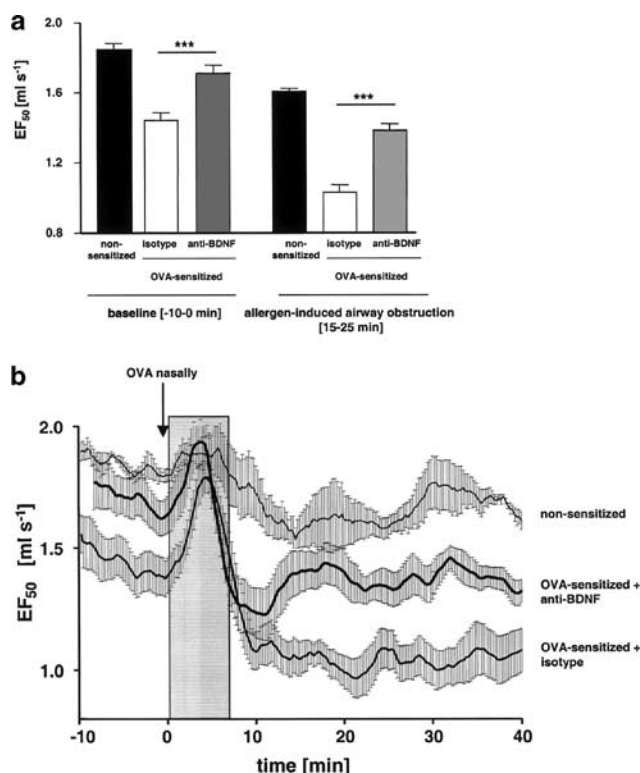 a
2.0
1.6
1.2
0.8
EF50 [ml s-1]
***
***
non-
sensitized
isotype
anti-BDNF
OVA-sensitized
non-
sensitized
isotype
anti-BDNF
OVA-sensitized
baseline [-10-0 min]
allergen-induced airway obstruction
[15-25 min]
b
OVA nasally
2.0
1.5
1.0
EF50 [ml s-1]
non-sensitized
OVA-sensitized +
anti-BDNF
OVA-sensitized +
isotype
-10
0
10
20
30
40
time [min]